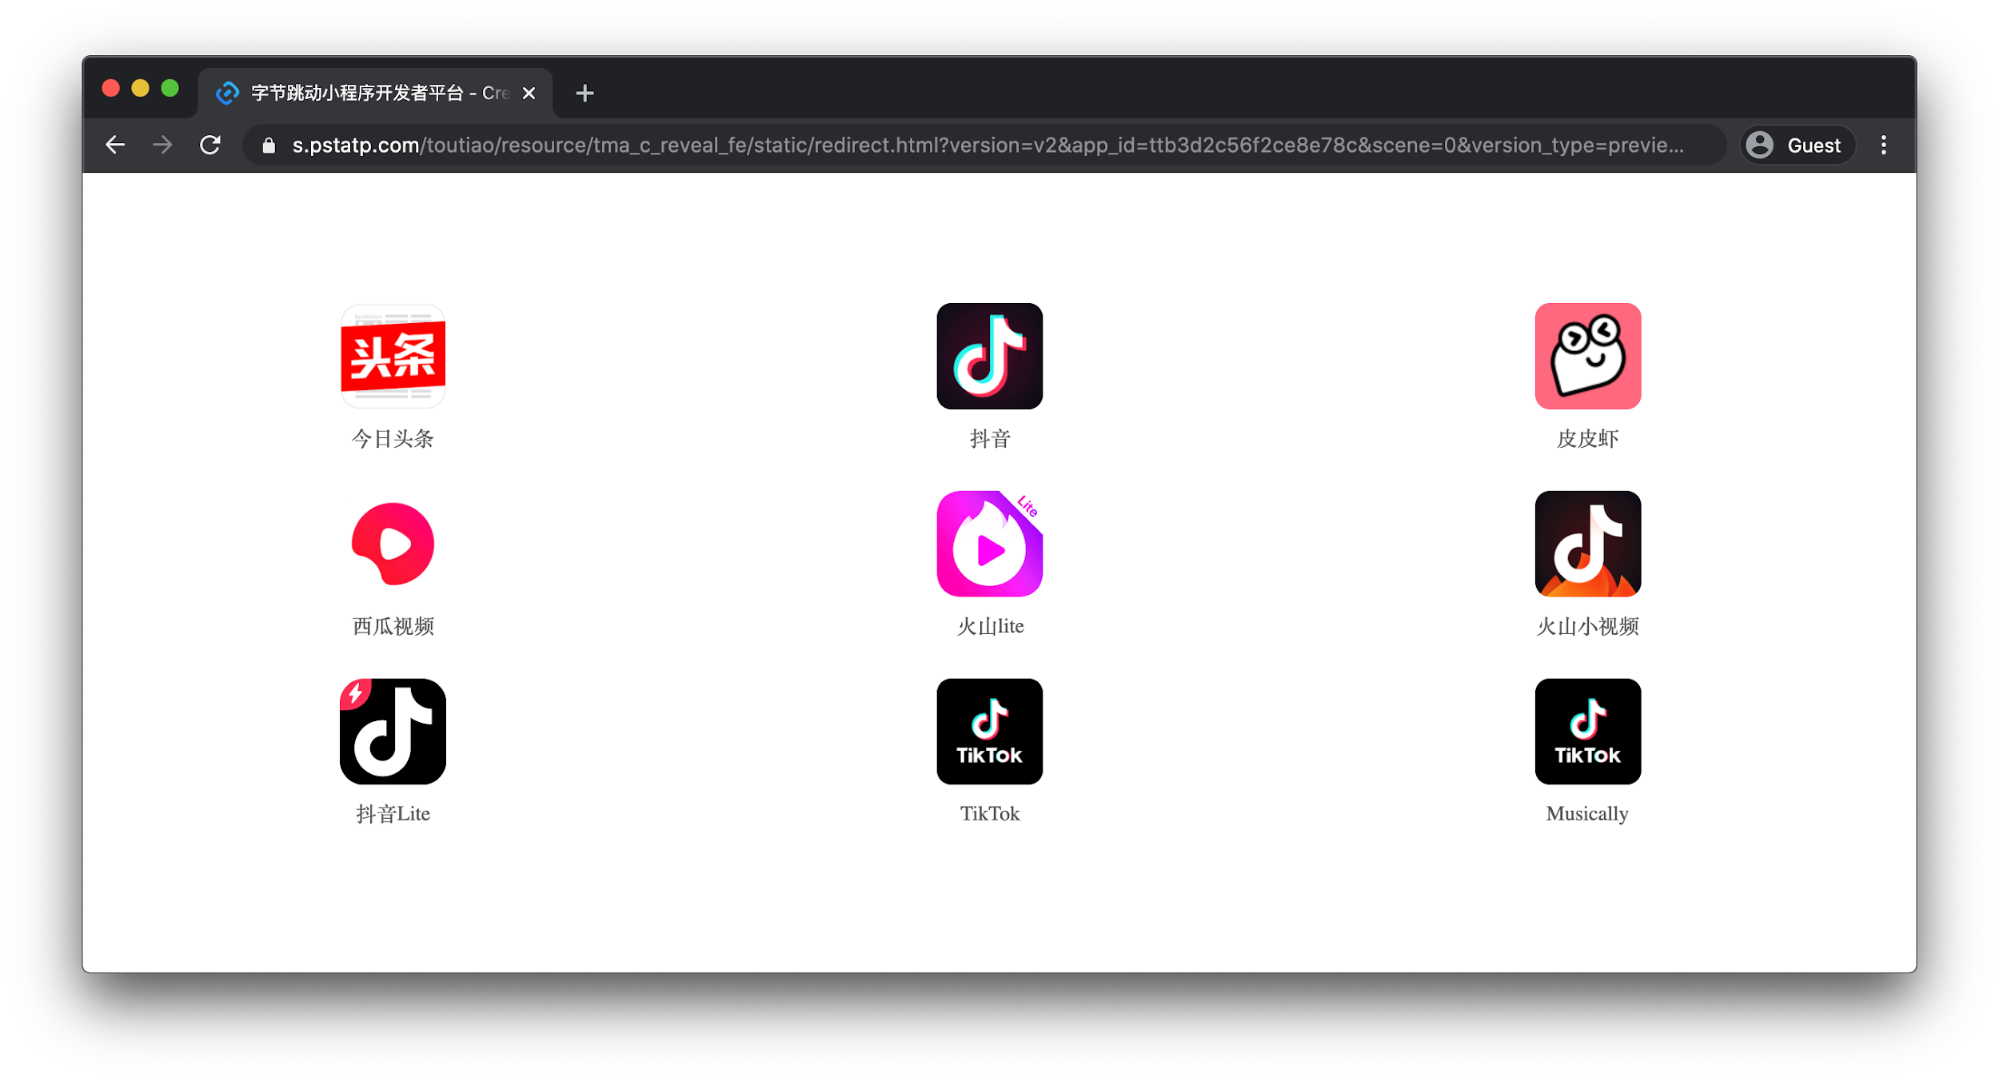 字节跳动小程序开发者平台 - Cre
s.pstatp.com/toutiao/resource/tma_c_reveal_fe/static/redirect.html?version=v2&app_id=ttb3d2c56f2ce8e78c&scene=0&version_type=previe...
Guest
头条
今日头条
抖音
皮皮虾
西瓜视频
Lite
火山lite
火山小视频
抖音Lite
TikTok
TikTok
TikTok
Musically